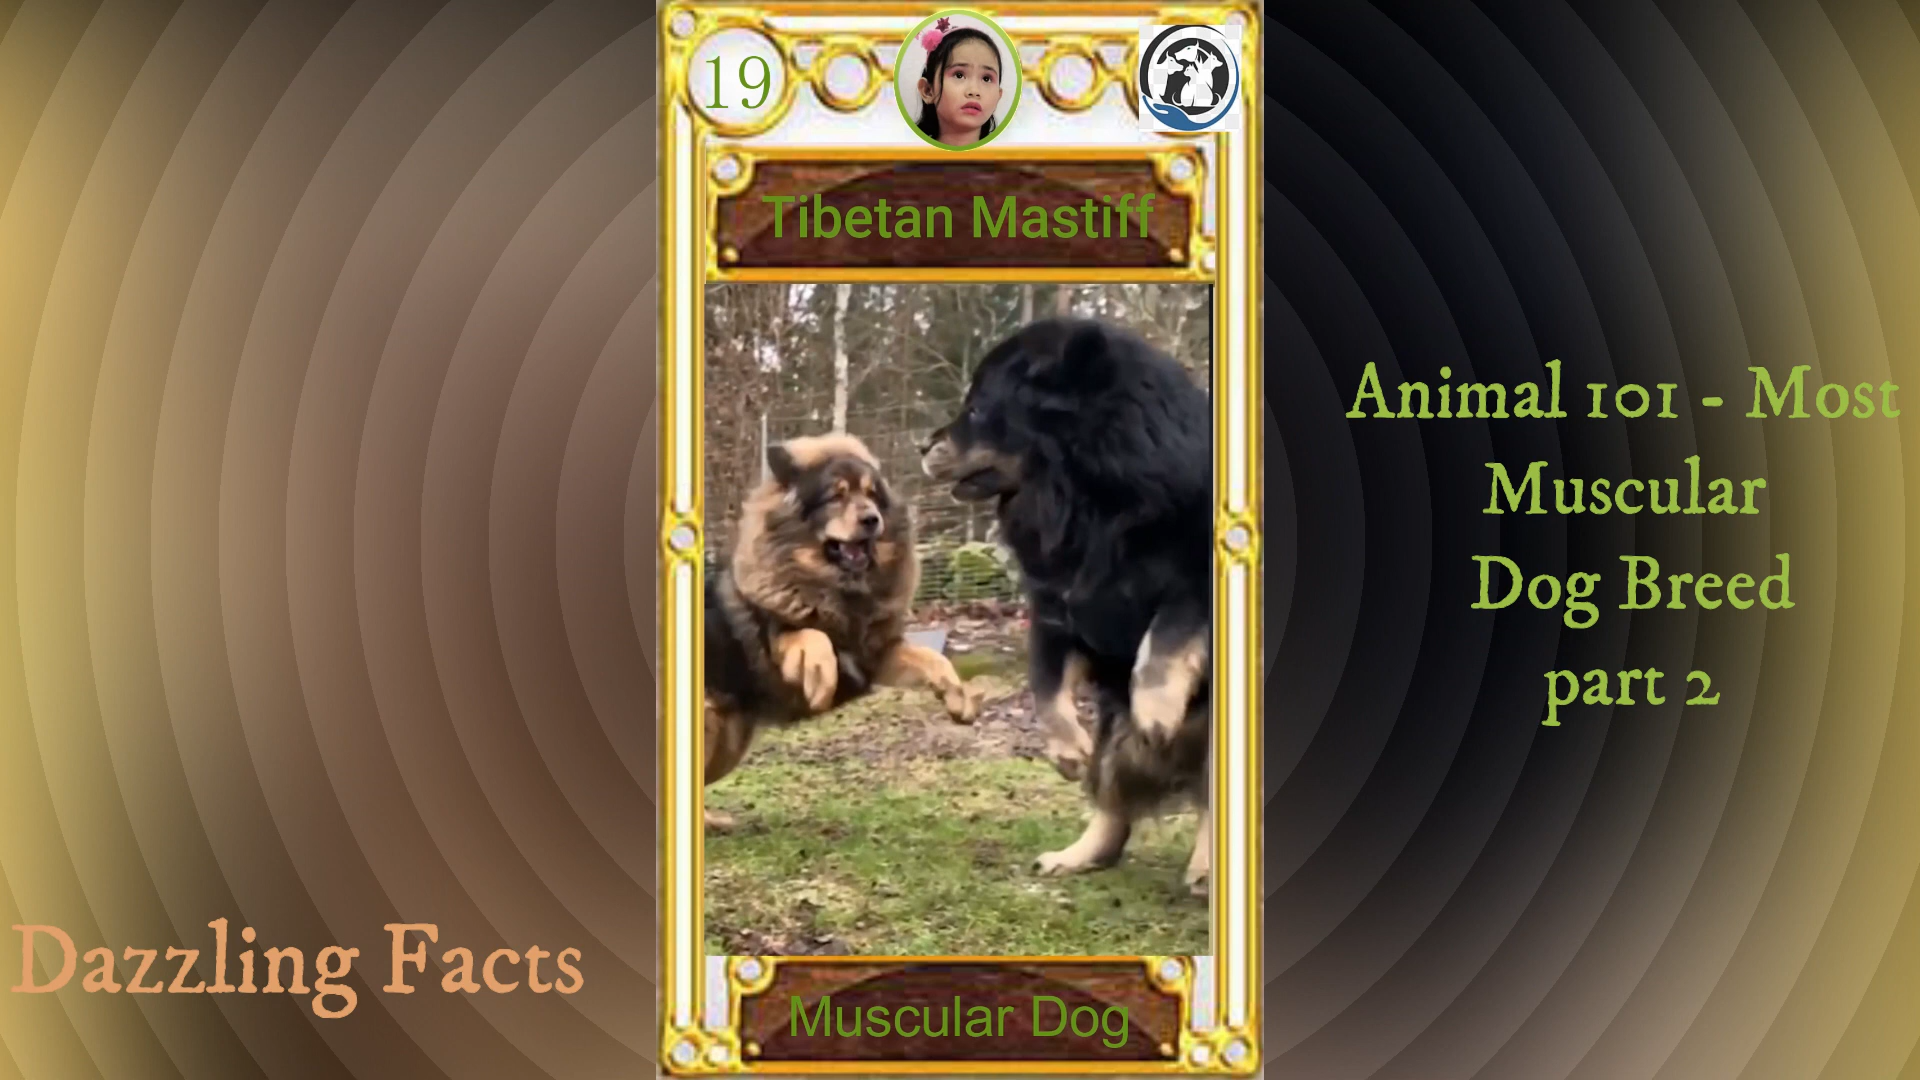 19
Tibetan Mastiff
Animal 101 - Most
Muscular
Dog Breed
part 2
Dazzling Facts
Muscular Dog